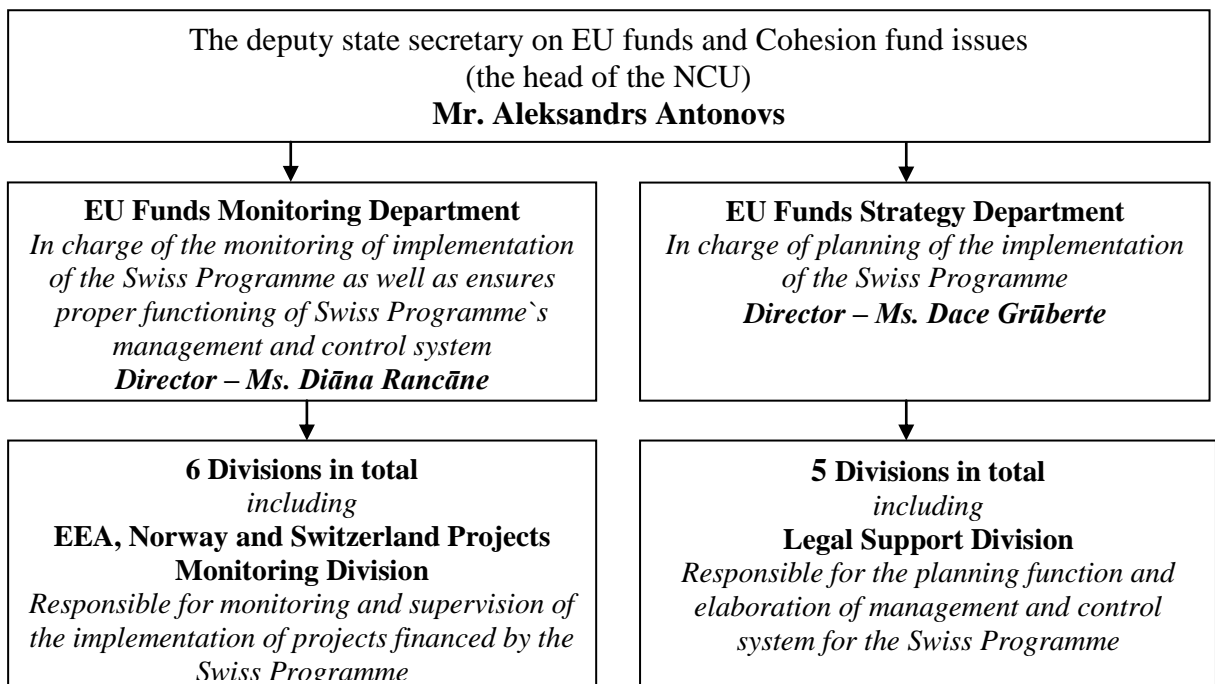 The deputy state secretary on EU funds and Cohesion fund issues
(the head of the NCU)
Mr. Aleksandrs Antonovs
EU Funds Monitoring Department
In charge of the monitoring of implementation
of the Swiss Programme as well as ensures
proper functioning of Swiss Programme`s
management and control system
Director – Ms. Diāna Rancāne
EU Funds Strategy Department
In charge of planning of the implementation
of the Swiss Programme
Director – Ms. Dace Grūberte
6 Divisions in total
including
EEA, Norway and Switzerland Projects
Monitoring Division
Responsible for monitoring and supervision of
the implementation of projects financed by the
Swiss Programme
5 Divisions in total
including
Legal Support Division
Responsible for the planning function and
elaboration of management and control
system for the Swiss Programme